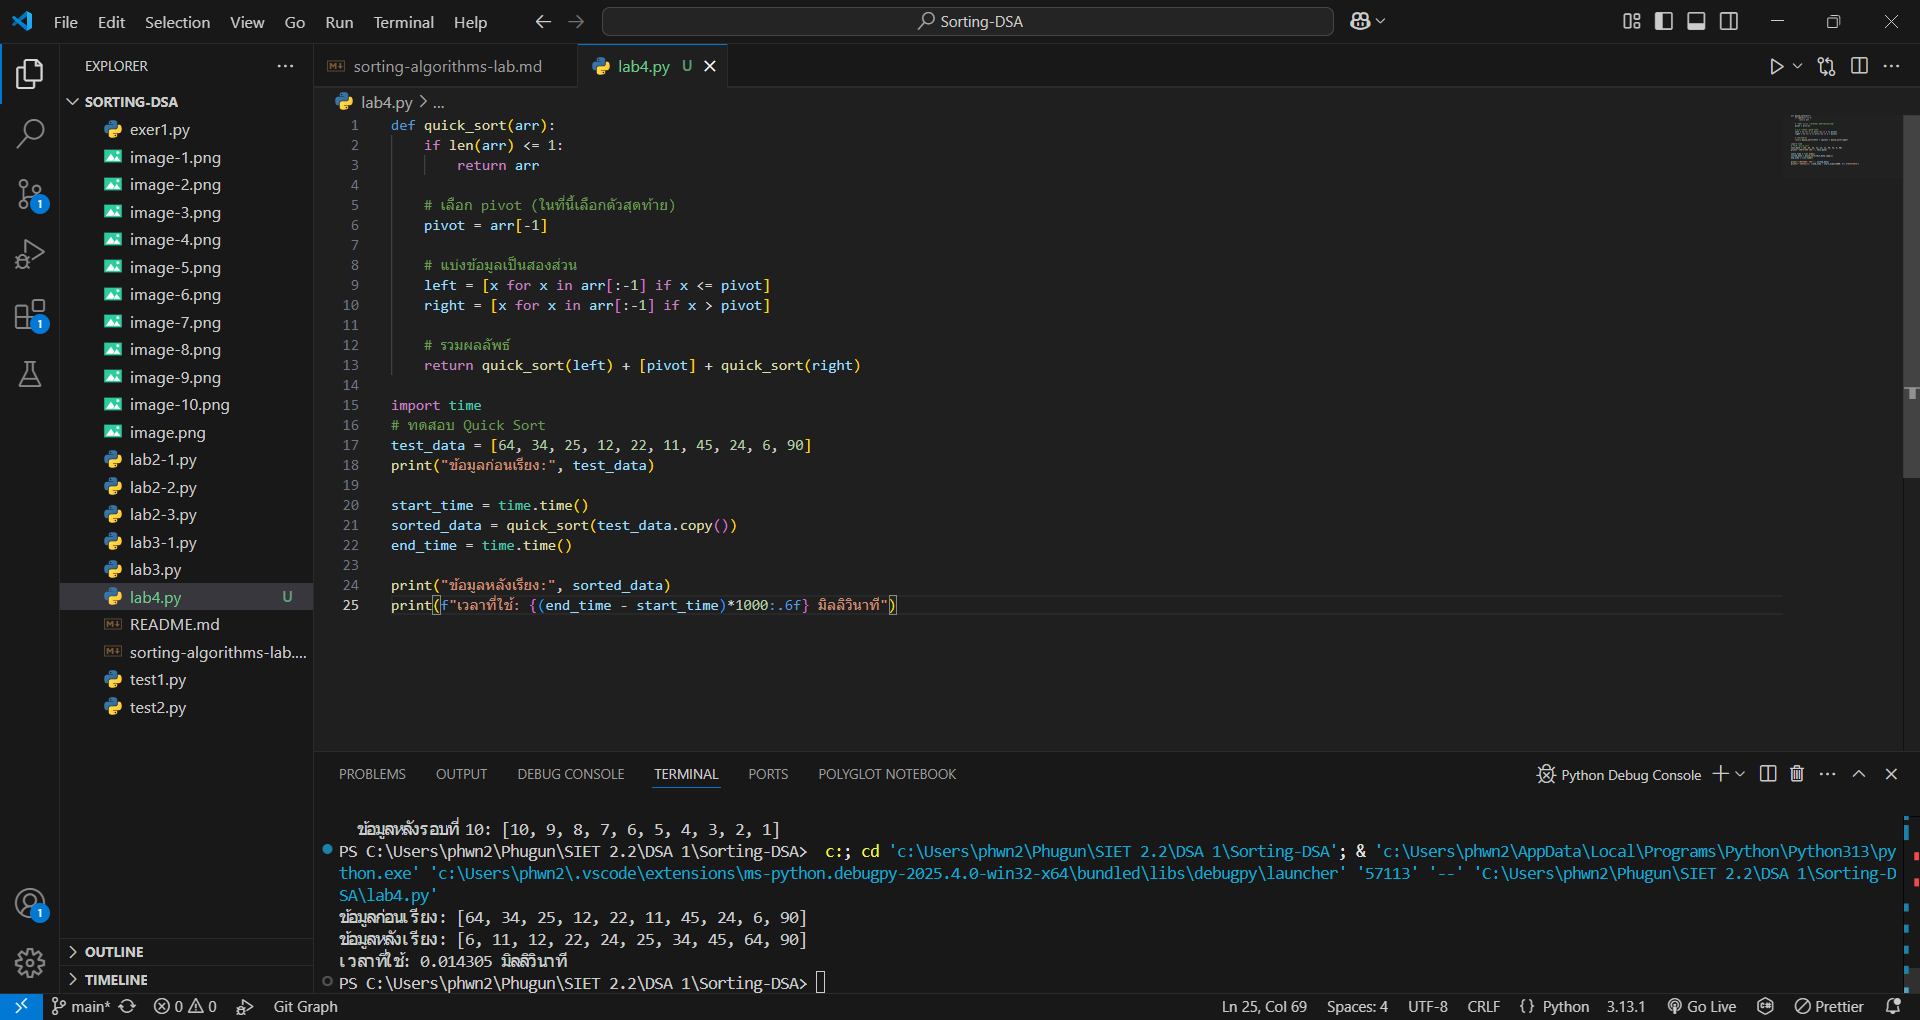 File Edit Selection View Go Run Terminal Help
Sorting-DSA
EXPLORER
SORTING-DSA
exer1.py
image-1.png
image-2.png
image-3.png
image-4.png
image-5.png
image-6.png
image-7.png
image-8.png
image-9.png
image-10.png
image.png
lab2-1.py
lab2-2.py
lab2-3.py
lab3-1.py
lab3.py
lab4.py U
README.md
sorting-algorithms-lab....
test1.py
test2.py
OUTLINE
TIMELINE
1
1
1
sorting-algorithms-lab.md
lab4.py U
lab4.py > ...
1 def quick_sort(arr):
2 if len(arr) <= 1:
3 return arr
4
5 # เลือก pivot (ในที่นี้เลือกตัวสุดท้าย)
6 pivot = arr[-1]
7
8 # แบ่งข้อมูลเป็นสองส่วน
9 left = [x for x in arr[:-1] if x <= pivot]
10 right = [x for x in arr[:-1] if x > pivot]
11
12 # รวมผลลัพธ์
13 return quick_sort(left) + [pivot] + quick_sort(right)
14
15 import time
16 # ทดสอบ Quick Sort
17 test_data = [64, 34, 25, 12, 22, 11, 45, 24, 6, 90]
18 print("ข้อมูลก่อนเรียง:", test_data)
19
20 start_time = time.time()
21 sorted_data = quick_sort(test_data.copy())
22 end_time = time.time()
23
24 print("ข้อมูลหลังเรียง:", sorted_data)
25 print(f"เวลาที่ใช้: {(end_time - start_time)*1000:.6f} มิลลิวินาที")
PROBLEMS OUTPUT DEBUG CONSOLE TERMINAL PORTS POLYGLOT NOTEBOOK
Python Debug Console
ข้อมูลหลังรอบที่ 10: [10, 9, 8, 7, 6, 5, 4, 3, 2, 1]
PS C:\Users\phwn2\Phugun\SIET 2.2\DSA 1\Sorting-DSA> c:; cd 'c:\Users\phwn2\Phugun\SIET 2.2\DSA 1\Sorting-DSA'; & 'c:\Users\phwn2\AppData\Local\Programs\Python\Python313\py
thon.exe' 'c:\Users\phwn2\.vscode\extensions\ms-python.debugpy-2025.4.0-win32-x64\bundled\libs\debugpy\launcher' '57113' '--' 'C:\Users\phwn2\Phugun\SIET 2.2\DSA 1\Sorting-D
SA\lab4.py'
ข้อมูลก่อนเรียง: [64, 34, 25, 12, 22, 11, 45, 24, 6, 90]
ข้อมูลหลังเรียง: [6, 11, 12, 22, 24, 25, 34, 45, 64, 90]
เวลาที่ใช้: 0.014305 มิลลิวินาที
PS C:\Users\phwn2\Phugun\SIET 2.2\DSA 1\Sorting-DSA>
main* 0 0 Git Graph Ln 25, Col 69 Spaces: 4 UTF-8 CRLF {} Python 3.13.1 Go Live Prettier